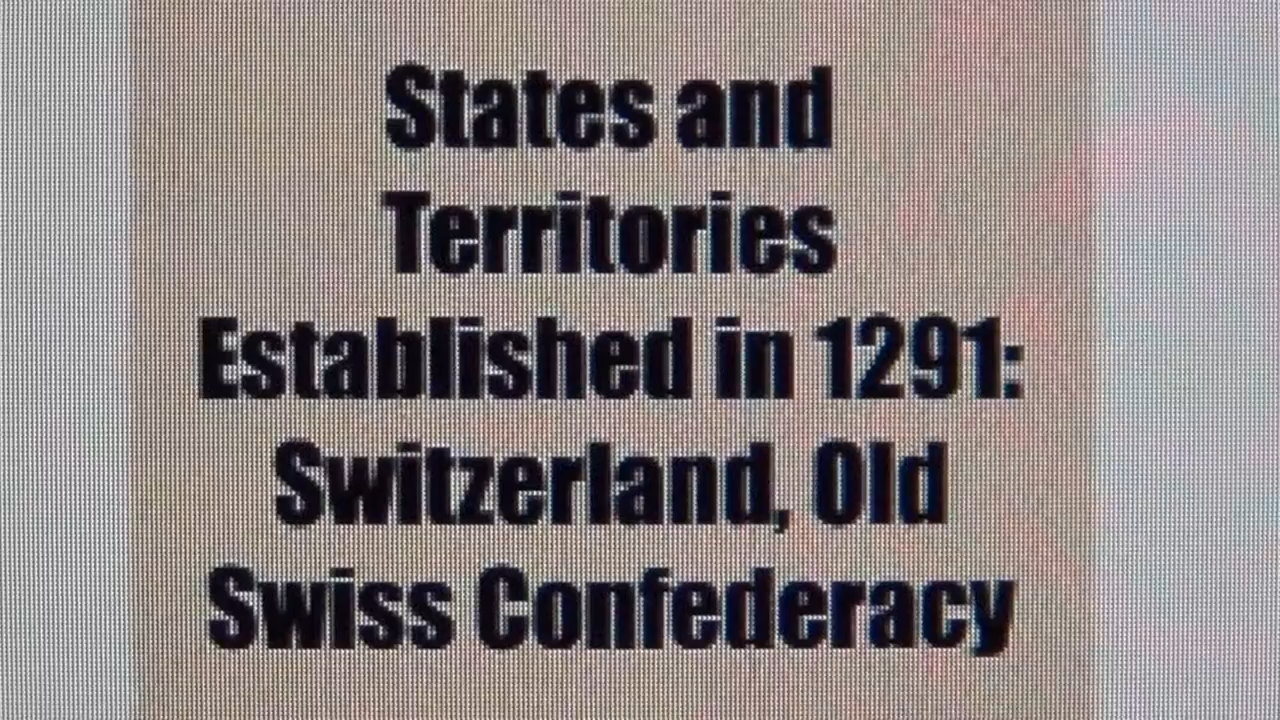 States and
Territories
Established in 1291:
Switzerland, Old
Swiss Confederacy